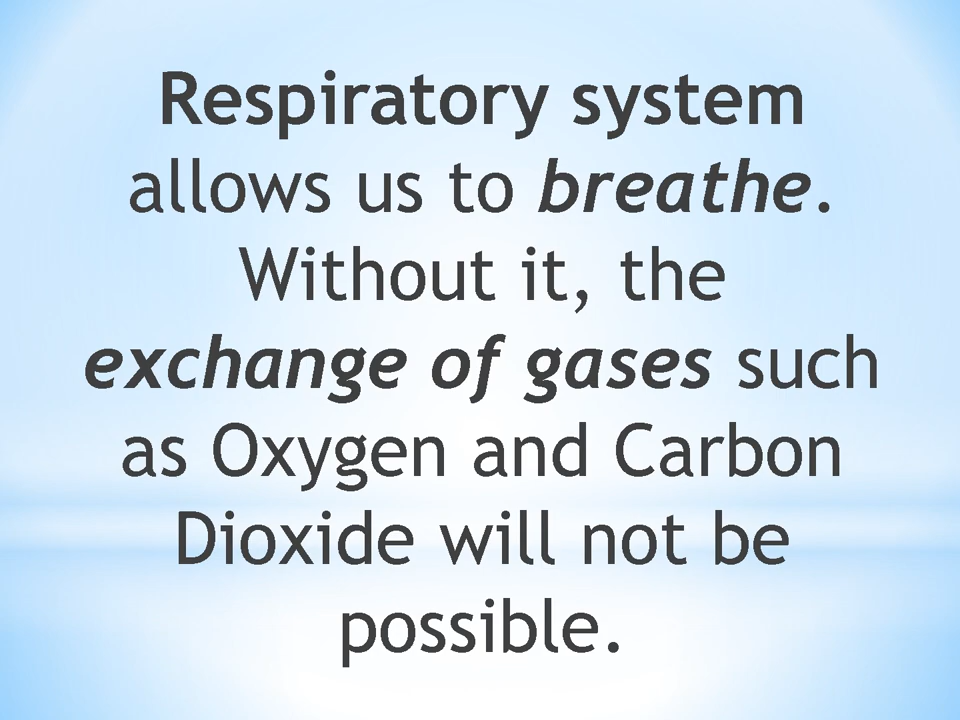 Respiratory system
allows us to breathe.
Without it, the
exchange of gases such
as Oxygen and Carbon
Dioxide will not be
possible.